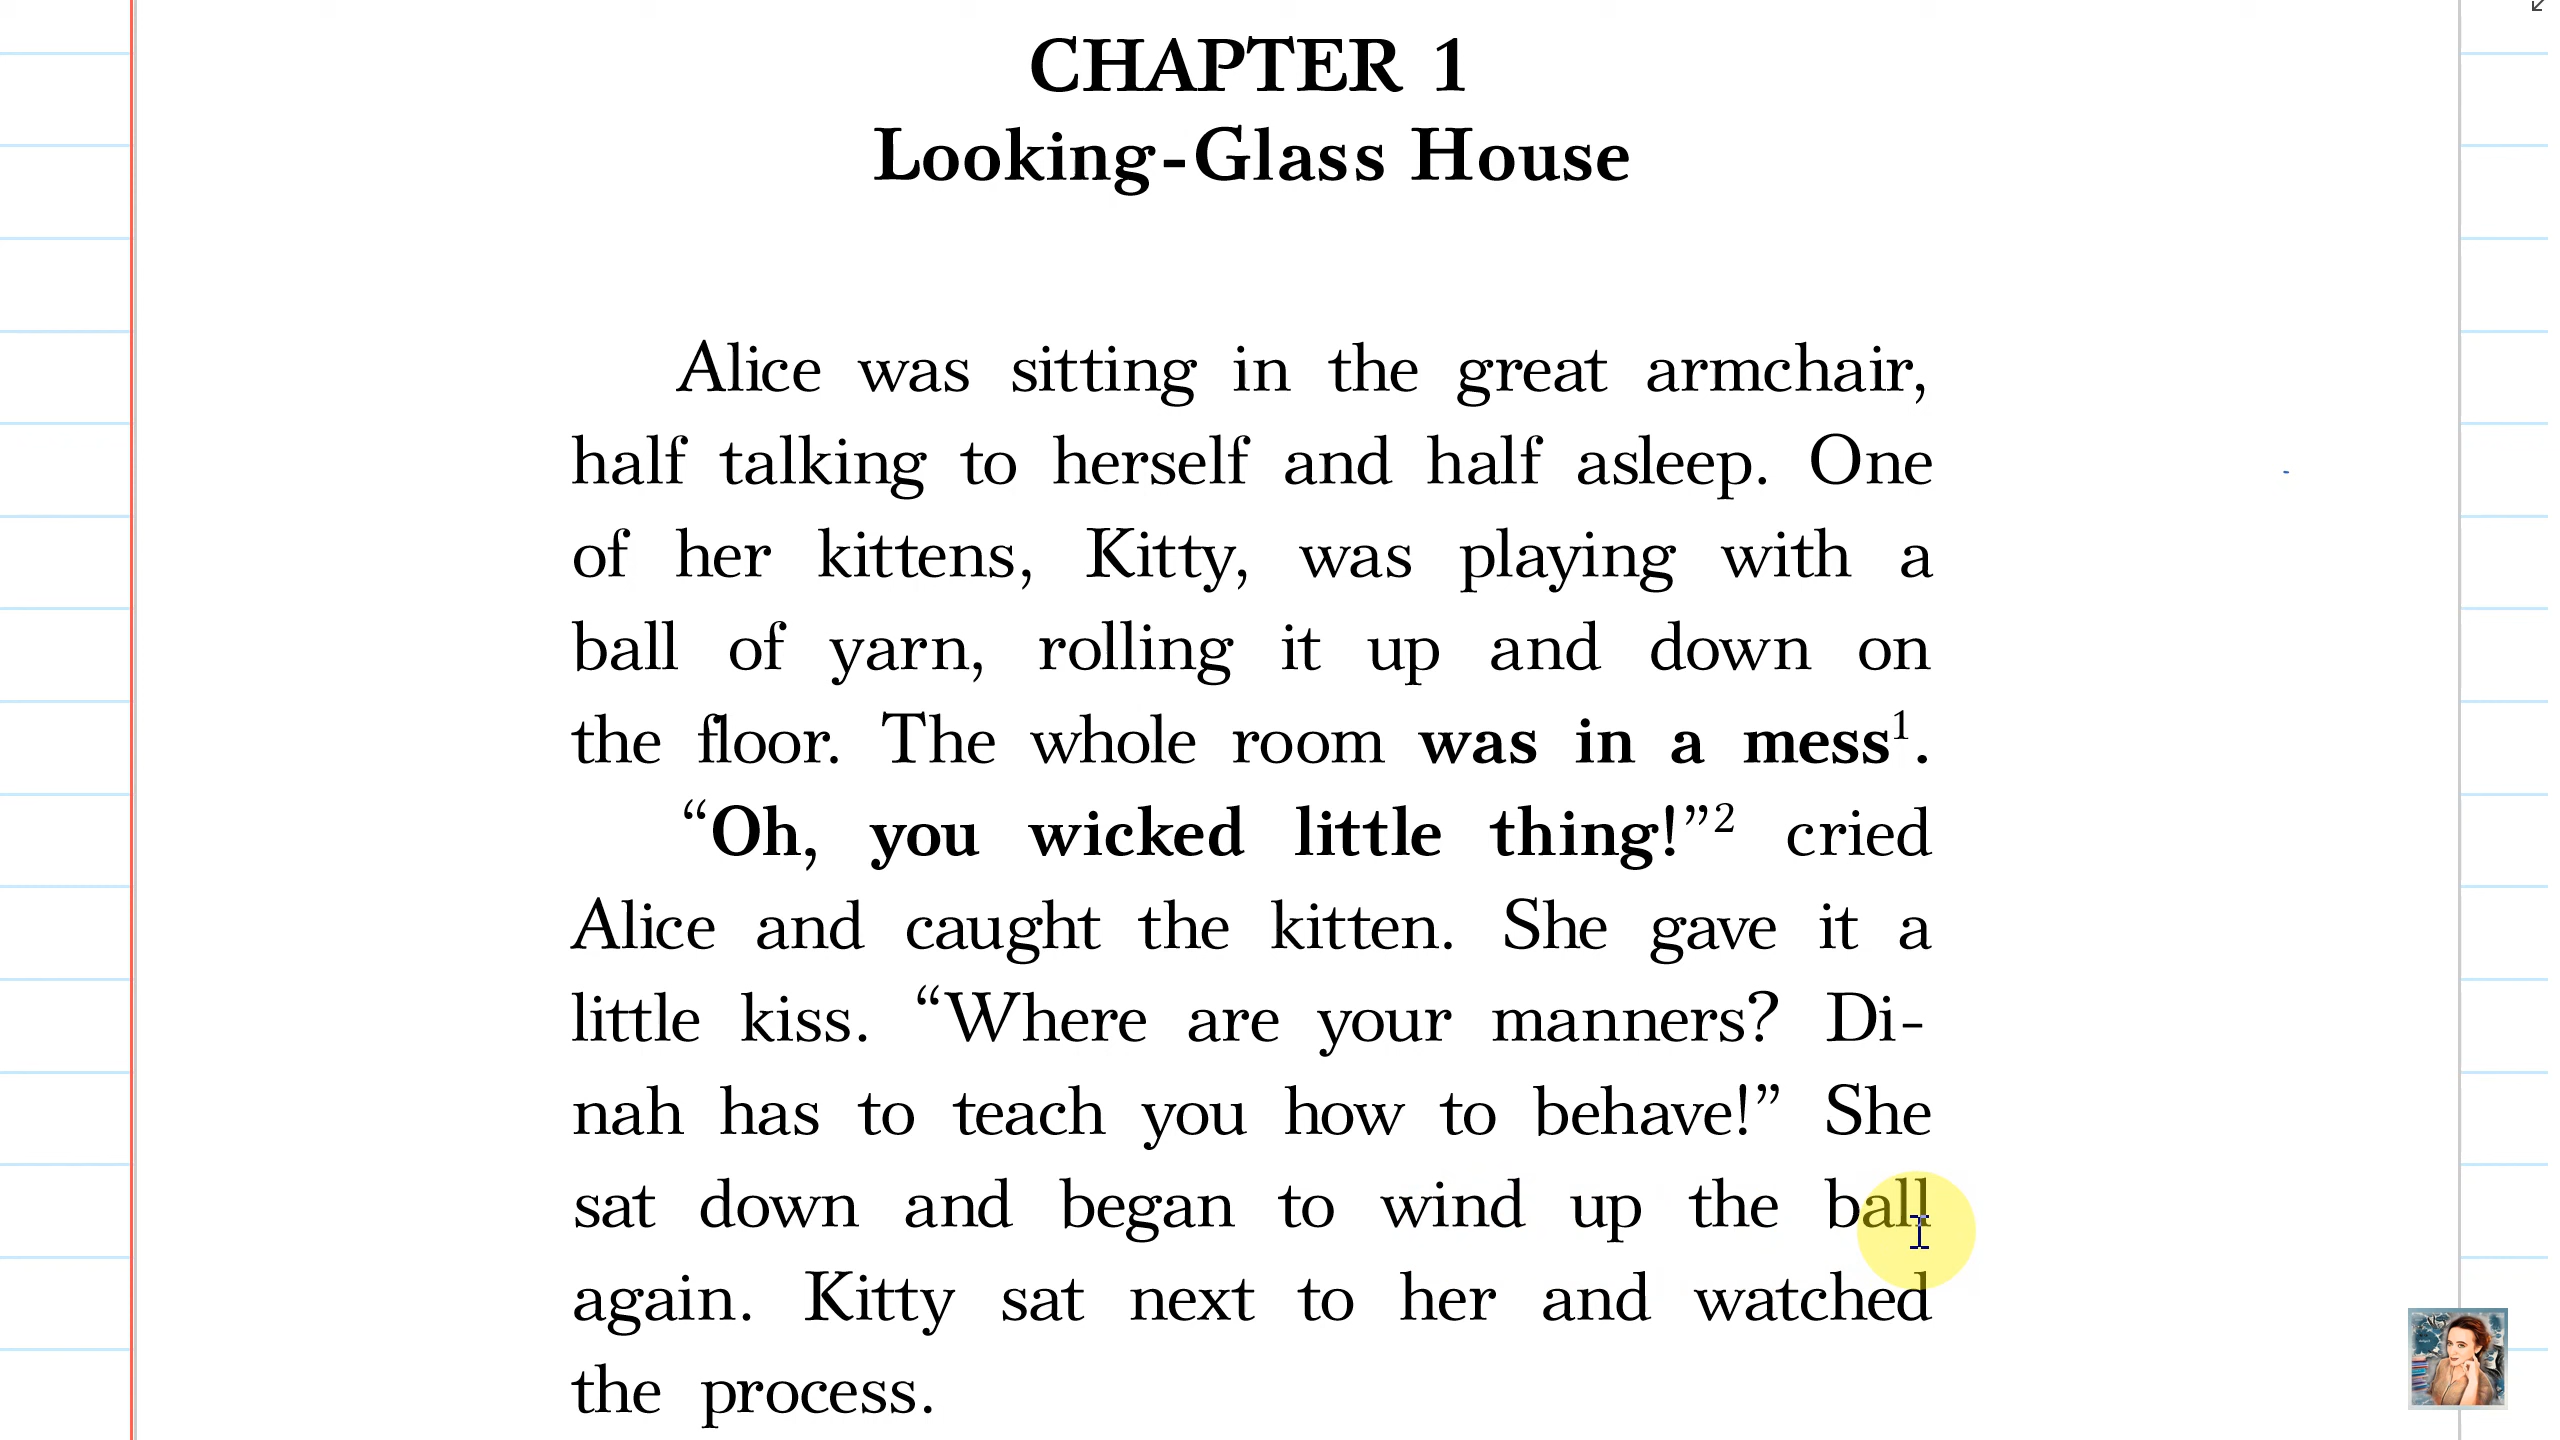 CHAPTER 1
Looking-Glass House
Alice was sitting in the great armchair,
half talking to herself and half asleep. One
of her kittens, Kitty, was playing with a
ball of yarn, rolling it up and down on
the floor. The whole room was in a mess¹.
“Oh, you wicked little thing!”² cried
Alice and caught the kitten. She gave it a
little kiss. “Where are your manners? Di-
nah has to teach you how to behave!” She
sat down and began to wind up the ball
again. Kitty sat next to her and watched
the process.